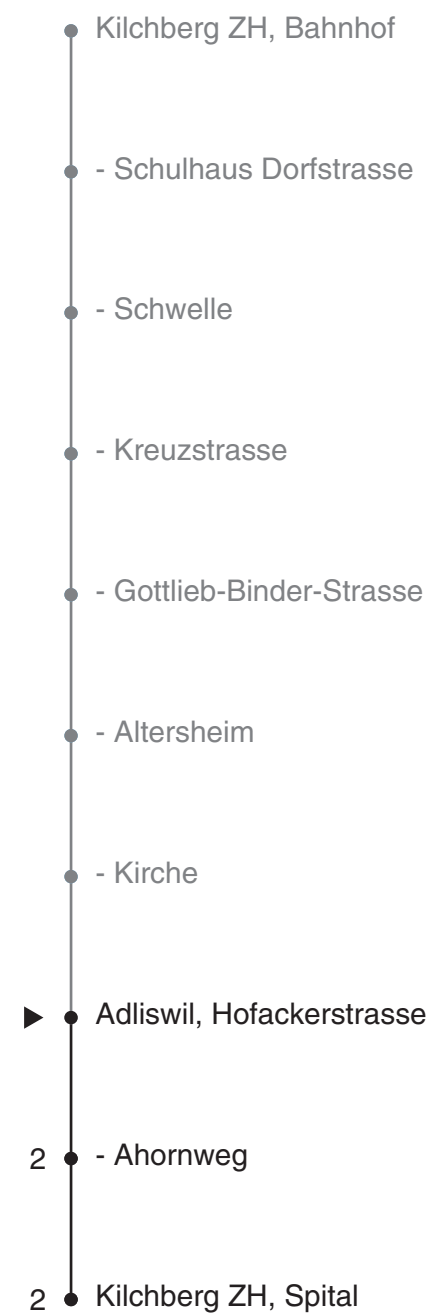 Kilchberg ZH, Bahnhof
- Schulhaus Dorfstrasse
- Schwelle
- Kreuzstrasse
- Gottlieb-Binder-Strasse
- Altersheim
- Kirche
Adliswil, Hofackerstrasse
2 - Ahornweg
2 Kilchberg ZH, Spital